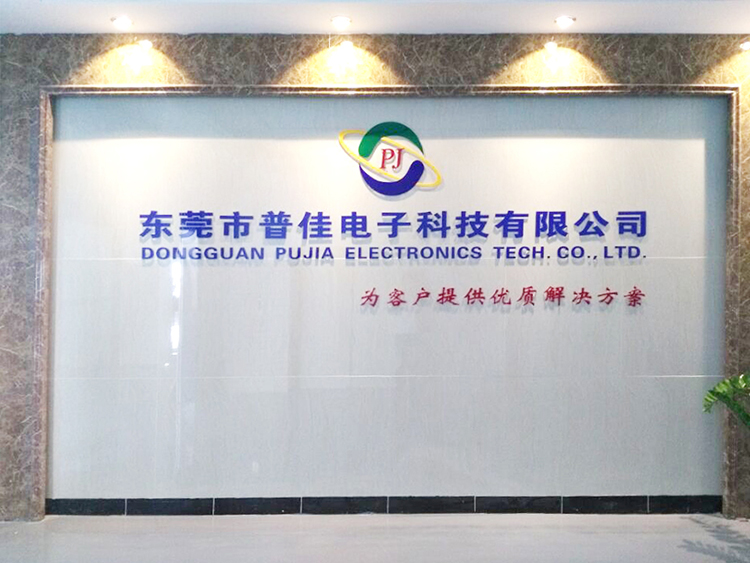 PJ
东莞市普佳电子科技有限公司
DONGGUAN PUJIA ELECTRONICS TECH. CO., LTD.
为客户提供优质解决方案